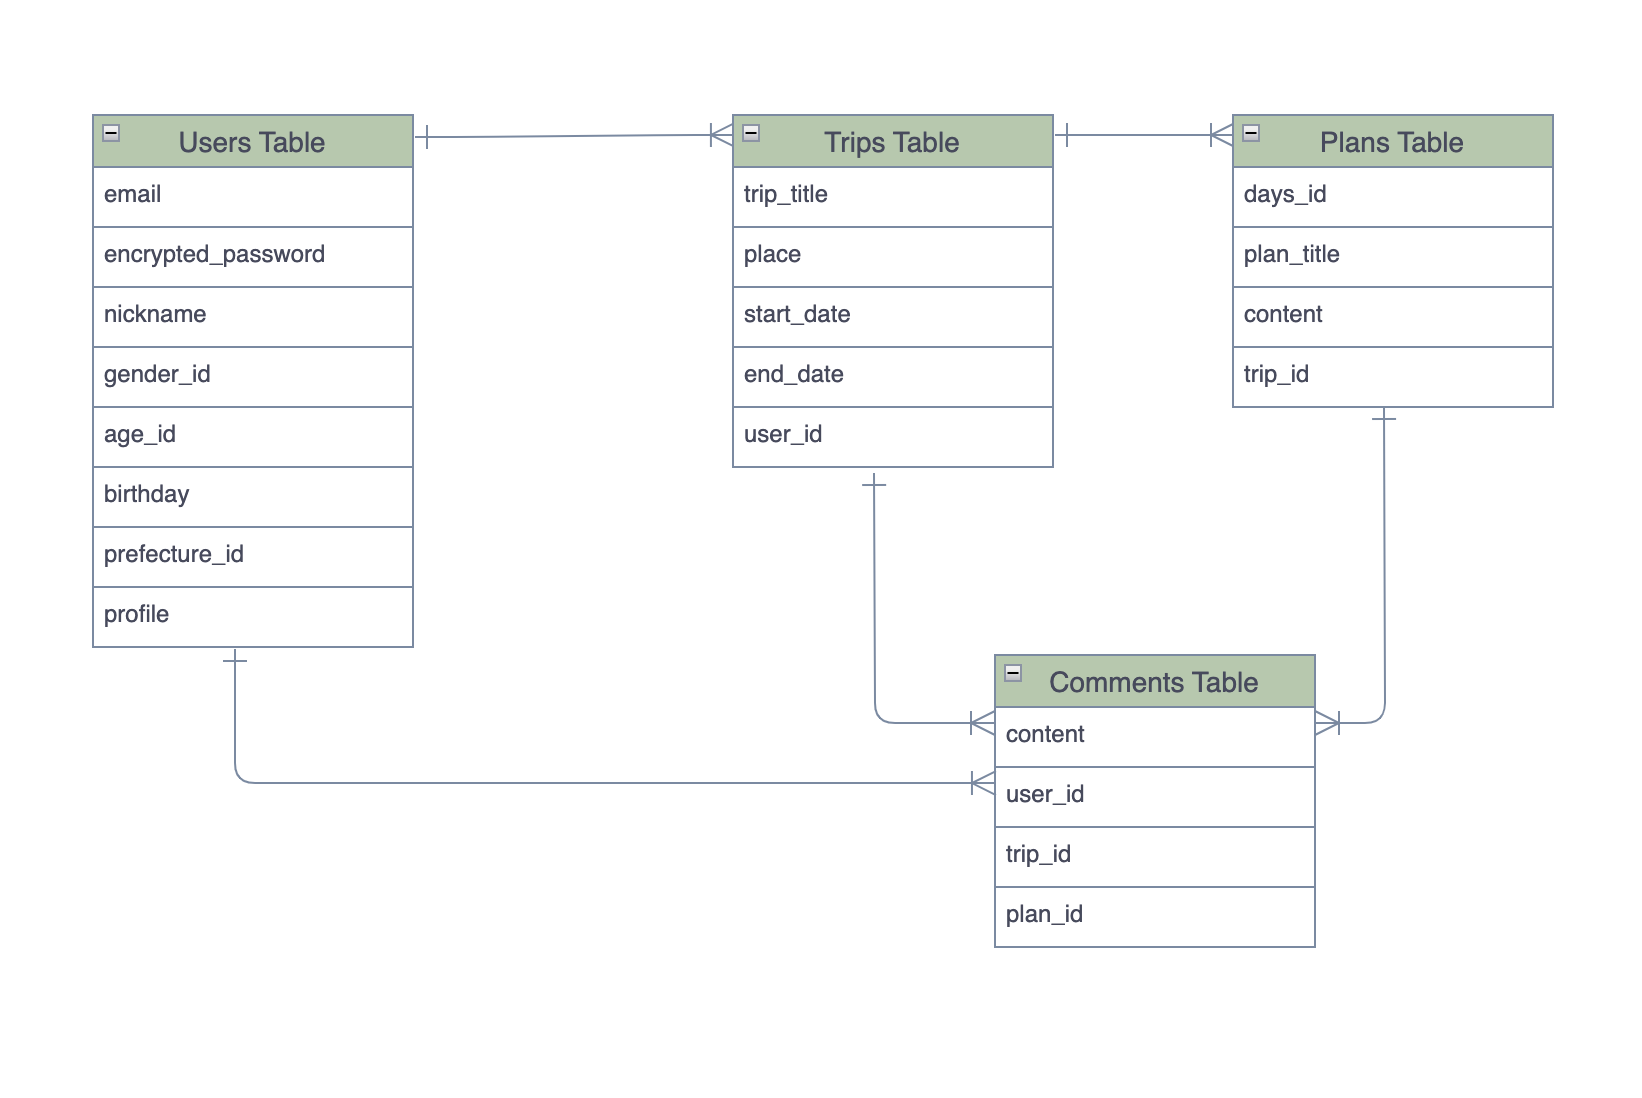 Users Table
email
encrypted_password
nickname
gender_id
age_id
birthday
prefecture_id
profile
Trips Table
trip_title
place
start_date
end_date
user_id
Plans Table
days_id
plan_title
content
trip_id
Comments Table
content
user_id
trip_id
plan_id